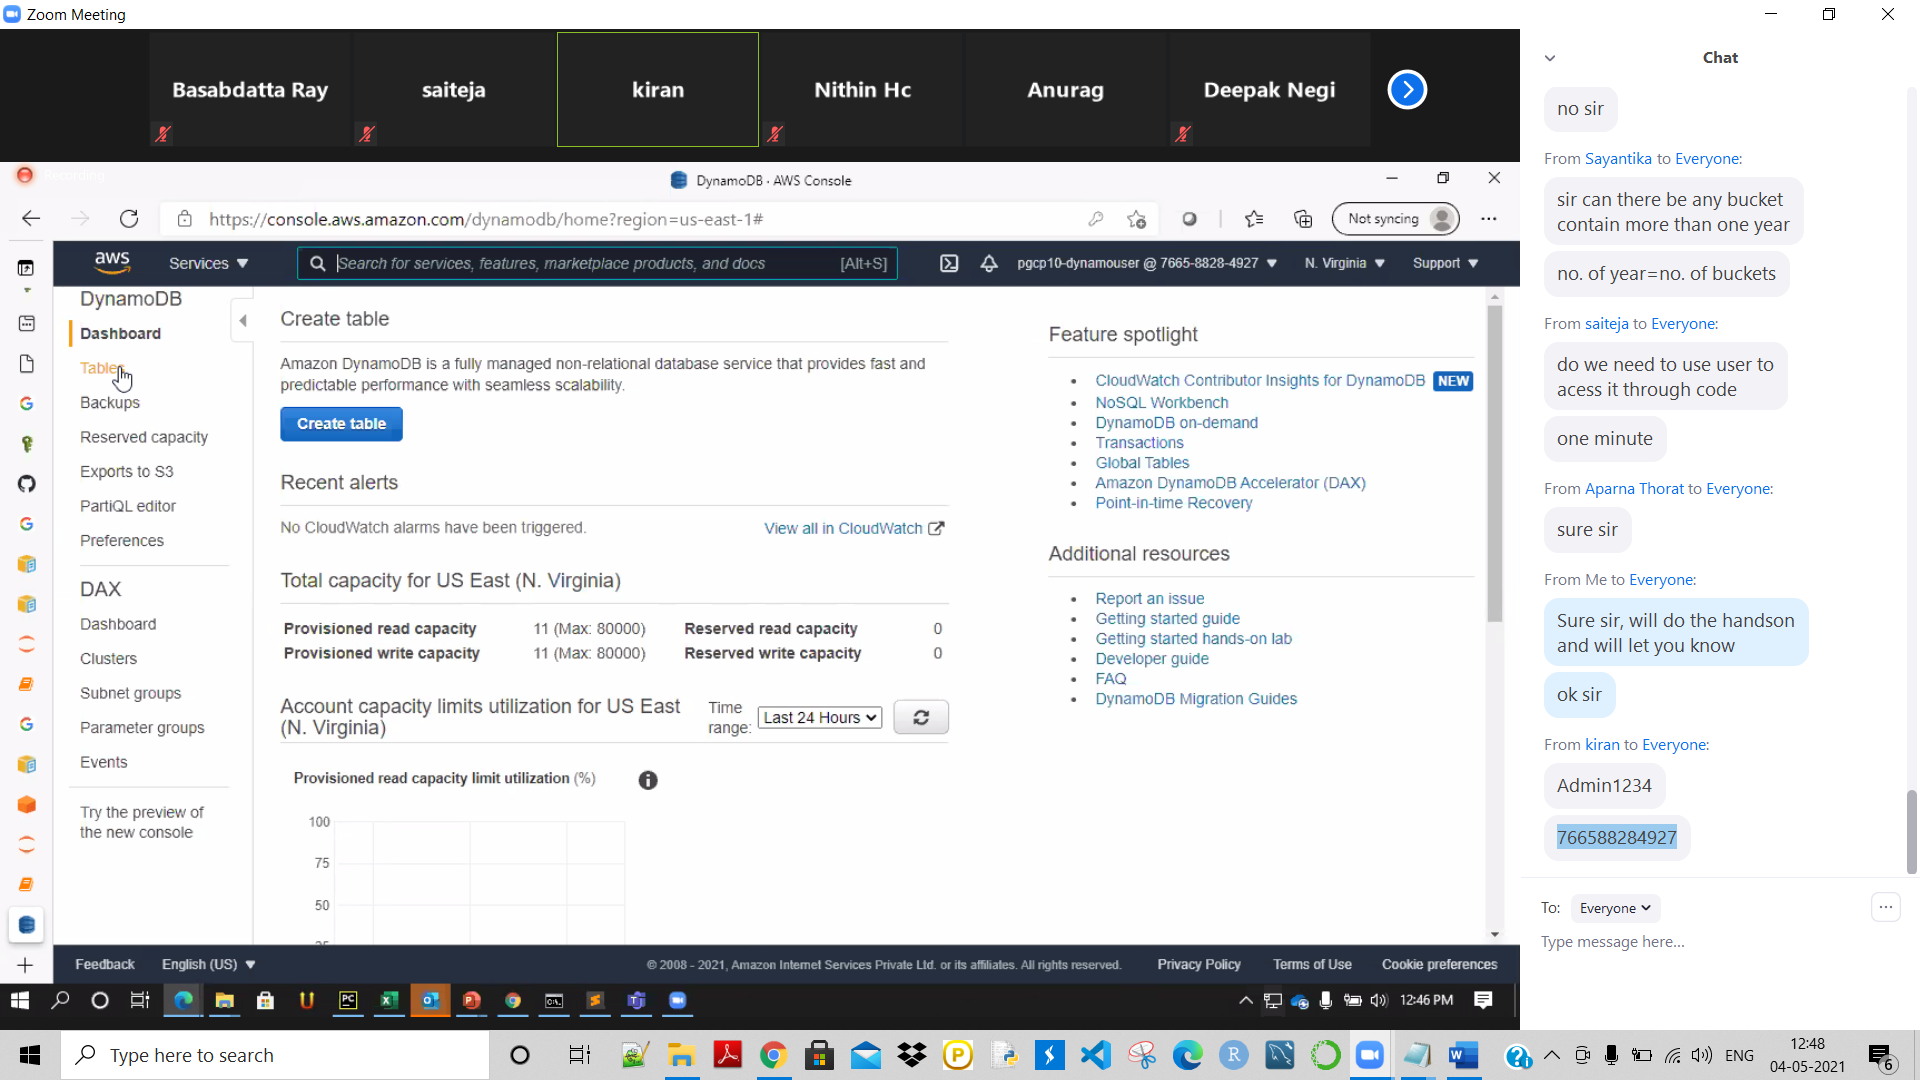 Zoom Meeting
Basabdatta Ray
saiteja
kiran
Nithin Hc
Anurag
Deepak Negi
DynamoDB · AWS Console
https://console.aws.amazon.com/dynamodb/home?region=us-east-1#
Not syncing
aws
Services
Search for services, features, marketplace products, and docs
[Alt+S]
pgcp10-dynamouser @ 7665-8828-4927
N. Virginia
Support
DynamoDB
Dashboard
Tables
Backups
Reserved capacity
Exports to S3
PartiQL editor
Preferences
DAX
Dashboard
Clusters
Subnet groups
Parameter groups
Events
Try the preview of
the new console
Create table
Amazon DynamoDB is a fully managed non-relational database service that provides fast and
predictable performance with seamless scalability.
Create table
Recent alerts
No CloudWatch alarms have been triggered.
View all in CloudWatch
Total capacity for US East (N. Virginia)
Provisioned read capacity 11 (Max: 80000) Reserved read capacity 0
Provisioned write capacity 11 (Max: 80000) Reserved write capacity 0
Account capacity limits utilization for US East
(N. Virginia)
Time
range:
Last 24 Hours
Provisioned read capacity limit utilization (%)
100
75
50
Feature spotlight
CloudWatch Contributor Insights for DynamoDB NEW
NoSQL Workbench
DynamoDB on-demand
Transactions
Global Tables
Amazon DynamoDB Accelerator (DAX)
Point-in-time Recovery
Additional resources
Report an issue
Getting started guide
Getting started hands-on lab
Developer guide
FAQ
DynamoDB Migration Guides
Feedback
English (US)
© 2008 - 2021, Amazon Internet Services Private Ltd. or its affiliates. All rights reserved.
Privacy Policy
Terms of Use
Cookie preferences
12:46 PM
Chat
no sir
From Sayantika to Everyone:
sir can there be any bucket
contain more than one year
no. of year=no. of buckets
From saiteja to Everyone:
do we need to use user to
acess it through code
one minute
From Aparna Thorat to Everyone:
sure sir
From Me to Everyone:
Sure sir, will do the handson
and will let you know
ok sir
From kiran to Everyone:
Admin1234
766588284927
To: Everyone
Type message here...
Type here to search
ENG
12:48
04-05-2021
6